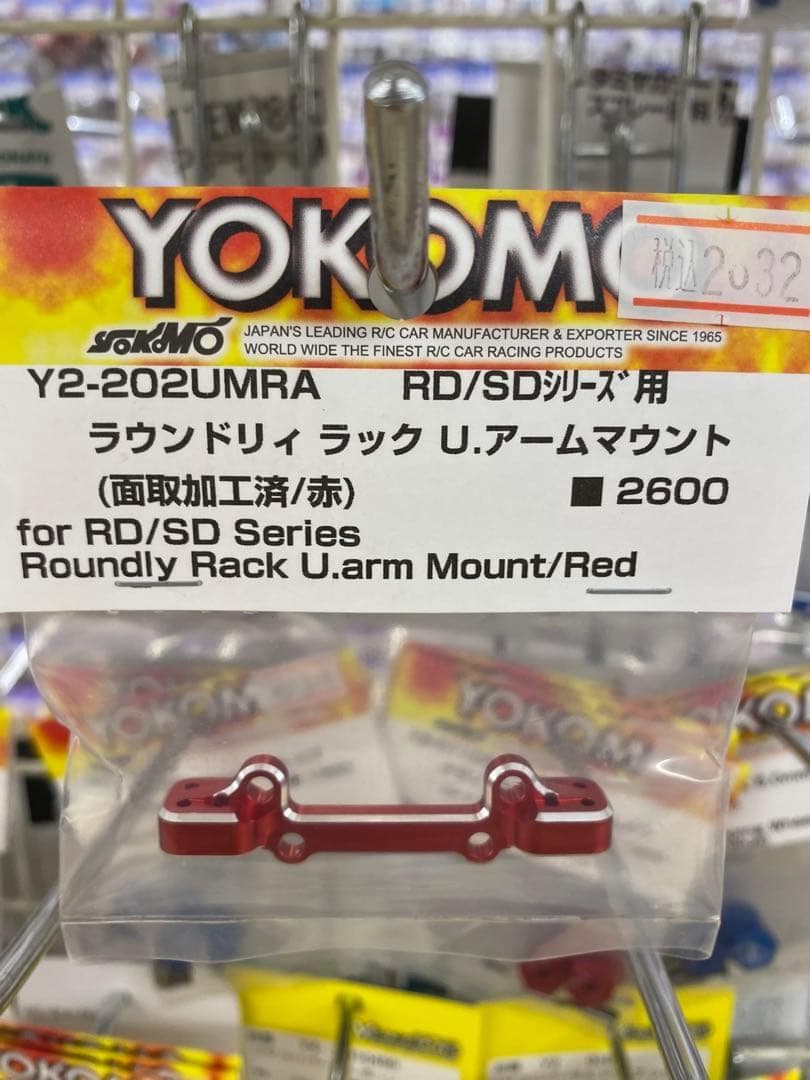 YOKOMO
税込2032
YOKOMO
JAPAN'S LEADING R/C CAR MANUFACTURER & EXPORTER SINCE 1965
WORLD WIDE THE FINEST R/C CAR RACING PRODUCTS
Y2-202UMRA RD/SDシリーズ用
ラウンドリィ ラック U.アームマウント
(面取加工済/赤) ■2600
for RD/SD Series
Roundly Rack U.arm Mount/Red
YOKOMO
YOKOM